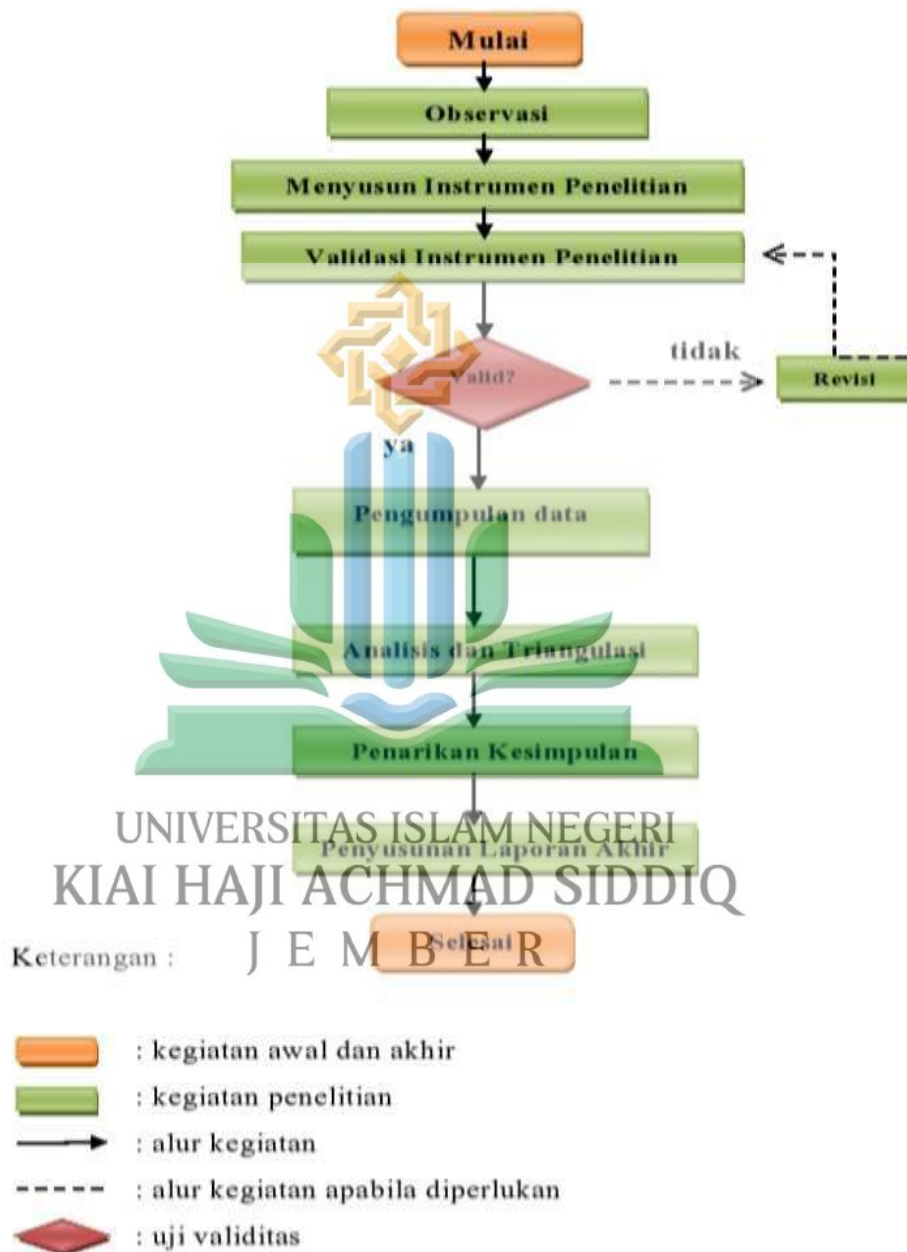 Mulai
Observasi
Menyusun Instrumen Penelitian
Validasi Instrumen Penelitian
Valid?
tidak
Revisi
ya
Pengumpulan data
Analisis dan Triangulasi
Penarikan Kesimpulan
UNIVERSITAS ISLAM NEGERI
Penyusunan Laporan Akhir
KIAI HAJI ACHMAD SIDDIQ
Selesai
JEMBER
Keterangan :
: kegiatan awal dan akhir
: kegiatan penelitian
: alur kegiatan
: alur kegiatan apabila diperlukan
: uji validitas